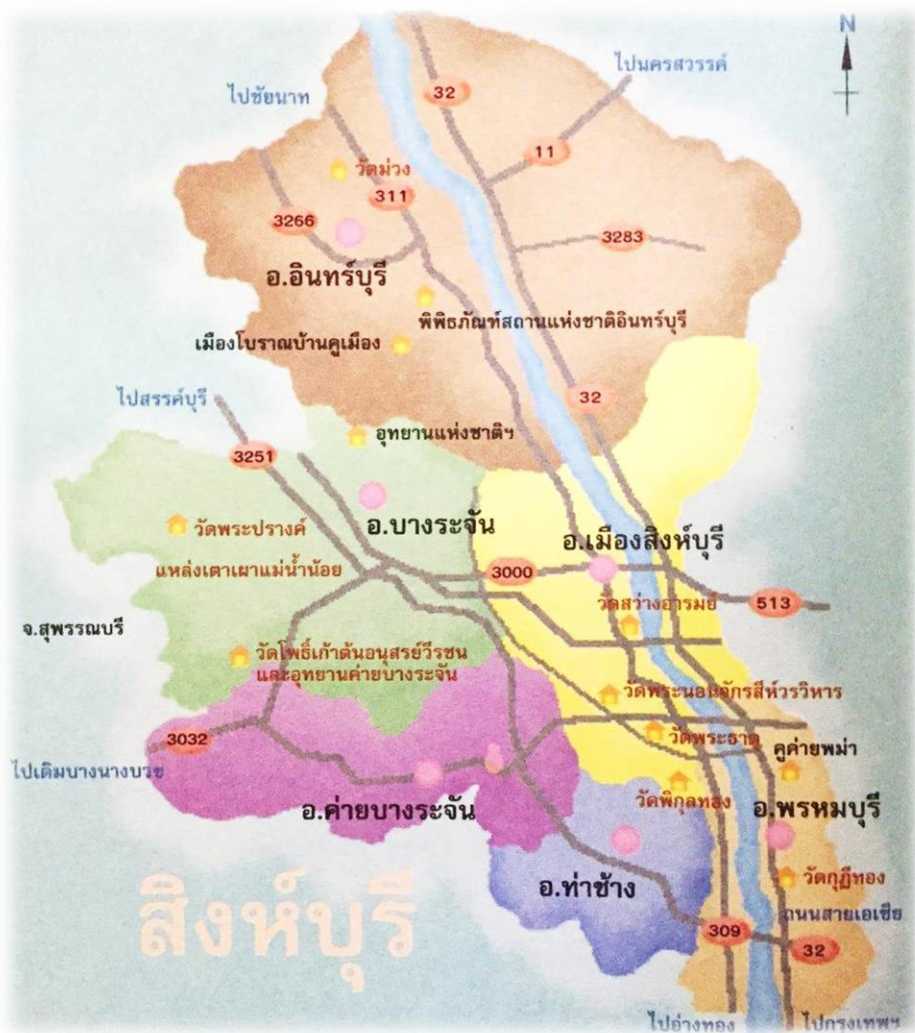 N
ไปนครสวรรค์
32
ไปชัยนาท
11
วัดม่วง
311
3266
3283
อ.อินทร์บุรี
พิพิธภัณฑ์สถานแห่งชาติอินทร์บุรี
เมืองโบราณบ้านคูเมือง
ไปสรรค์บุรี
32
อุทยานแห่งชาติฯ
3251
วัดพระปรางค์
อ.บางระจัน
อ.เมืองสิงห์บุรี
แหล่งเตาเผาแม่น้ำน้อย
3000
วัดสว่างอารมย์
513
จ.สุพรรณบรี
วัดโพธิ์เก้าต้นอนุสรย์วีรชน
และอุทยานค่ายบางระจัน
วัดพระนอนจักรสีห์วรวิหาร
3032
วัดพระธาตุ
คูค่ายพม่า
ไปเดิมบางนางบวช
อ.ค่ายบางระจัน
วัดพิกุลทอง
อ.พรหมบุรี
วัดกุฎีทอง
อ.ท่าช้าง
ถนนสายเอเซีย
สิงห์บุรี
309
32
ไปอ่างทอง
ไปกรุงเทพฯ